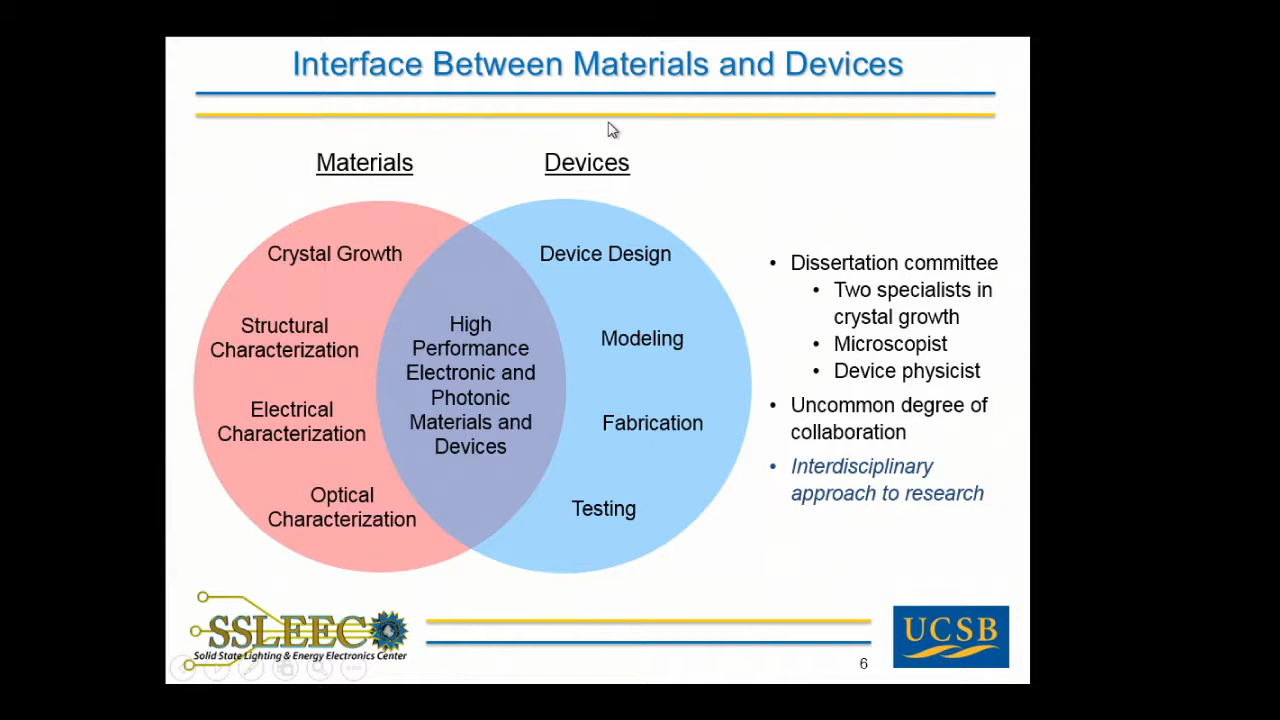 Interface Between Materials and Devices
Materials
Devices
Crystal Growth
Structural
Characterization
Electrical
Characterization
Optical
Characterization
High
Performance
Electronic and
Photonic
Materials and
Devices
Device Design
Modeling
Fabrication
Testing
• Dissertation committee
• Two specialists in
crystal growth
• Microscopist
• Device physicist
• Uncommon degree of
collaboration
• Interdisciplinary
approach to research
SSLEEC
Solid State Lighting & Energy Electronics Center
6
UCSB